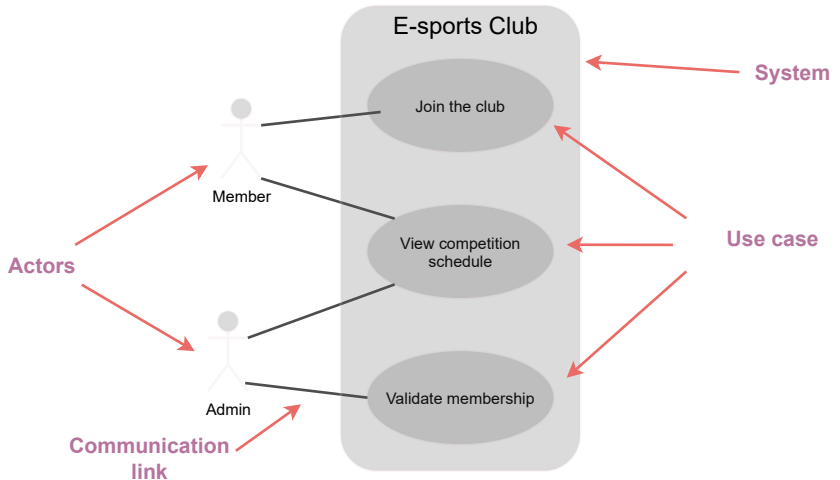 E-sports Club
System
Join the club
Member
Use case
View competition
schedule
Actors
Validate membership
Admin
Communication
link